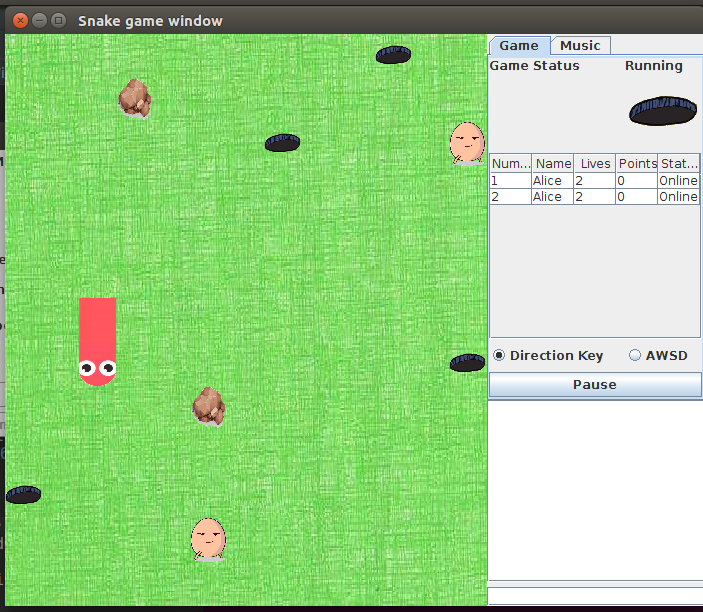 Snake game window
Game Music
Game Status Running
Num... Name Lives Points Stat...
1 Alice 2 0 Online
2 Alice 2 0 Online
Direction Key AWSD
Pause